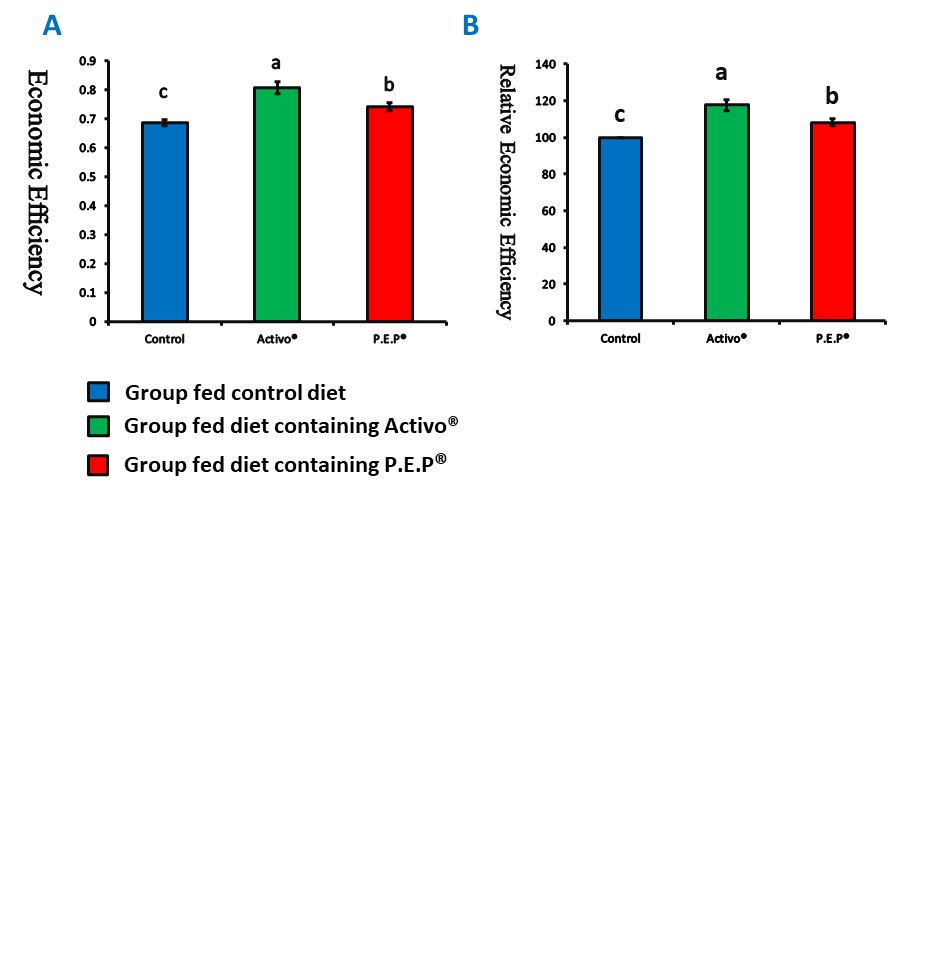 A
Economic Efficiency
0.9
0.8
0.7
0.6
0.5
0.4
0.3
0.2
0.1
0
c
a
b
Control
Activo®
P.E.P®
B
Relative Economic Efficiency
140
120
100
80
60
40
20
0
c
a
b
Control
Activo®
P.E.P®
Group fed control diet
Group fed diet containing Activo®
Group fed diet containing P.E.P®